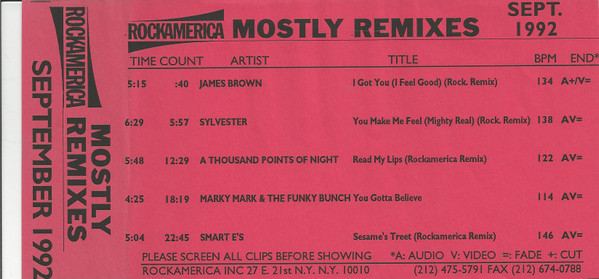 ROCKAMERICA MOSTLY REMIXES
SEPTEMBER 1992
ROCKAMERICA MOSTLY REMIXES SEPT. 1992
TIME COUNT ARTIST TITLE BPM END*
5:15 :40 JAMES BROWN I Got You (I Feel Good) (Rock. Remix) 134 A+/V=
6:29 5:57 SYLVESTER You Make Me Feel (Mighty Real) (Rock. Remix) 138 AV=
5:48 12:29 A THOUSAND POINTS OF NIGHT Read My Lips (Rockamerica Remix) 122 AV=
4:25 18:19 MARKY MARK & THE FUNKY BUNCH You Gotta Believe 114 AV=
5:04 22:45 SMART E'S Sesame's Treet (Rockamerica Remix) 146 AV=
PLEASE SCREEN ALL CLIPS BEFORE SHOWING *A: AUDIO V: VIDEO =: FADE +: CUT
ROCKAMERICA INC 27 E. 21st N.Y. N.Y. 10010 (212) 475-5791 FAX (212) 674-0788